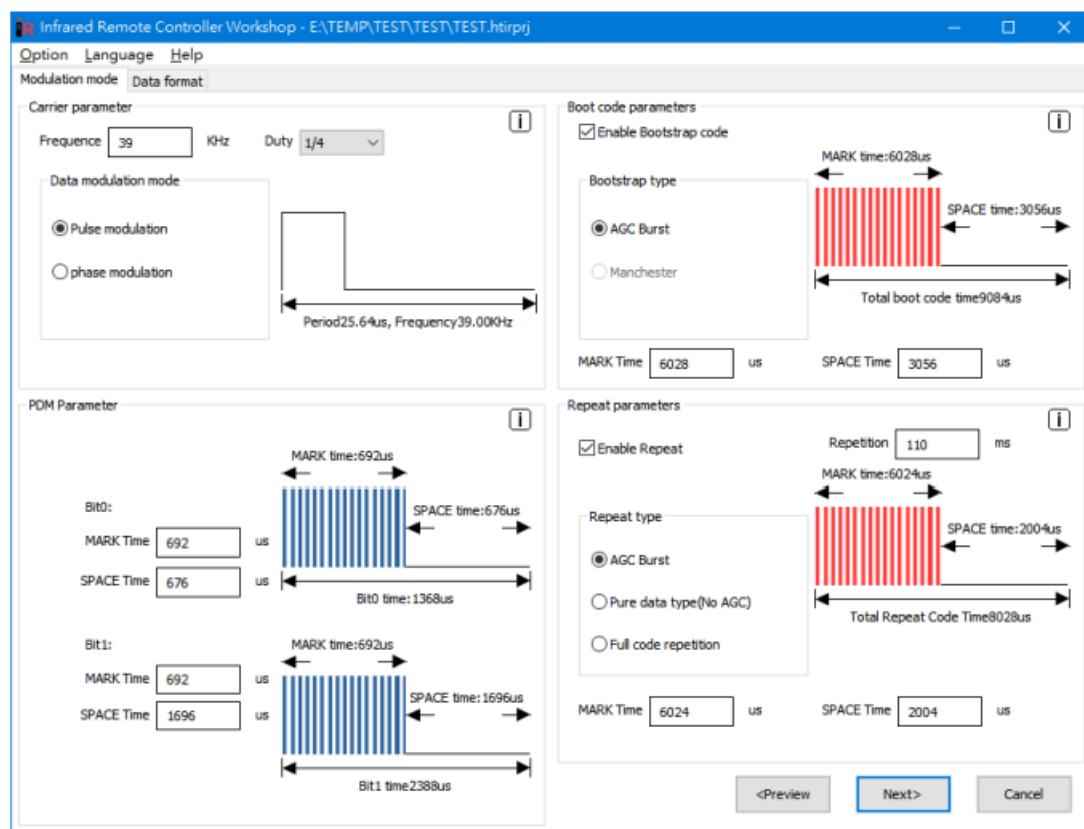 Infrared Remote Controller Workshop - E:\TEMP\TEST\TEST\TEST.htirprj
Option Language Help
Modulation mode Data format
Carrier parameter
i
Frequence 39 KHz Duty 1/4
Data modulation mode
Pulse modulation
phase modulation
Period25.64us, Frequency39.00KHz
Boot code parameters
i
Enable Bootstrap code
MARK time:6028us
Bootstrap type
SPACE time:3056us
AGC Burst
Manchester
Total boot code time9084us
MARK Time 6028 us SPACE Time 3056 us
PDM Parameter
i
MARK time:692us
Bit0:
SPACE time:676us
MARK Time 692 us
SPACE Time 676 us
Bit0 time:1368us
Bit1:
MARK time:692us
MARK Time 692 us
SPACE time:1696us
SPACE Time 1696 us
Bit1 time2388us
Repeat parameters
i
Enable Repeat Repetition 110 ms
MARK time:6024us
Repeat type
SPACE time:2004us
AGC Burst
Pure data type(No AGC)
Total Repeat Code Time8028us
Full code repetition
MARK Time 6024 us SPACE Time 2004 us
<Preview Next> Cancel